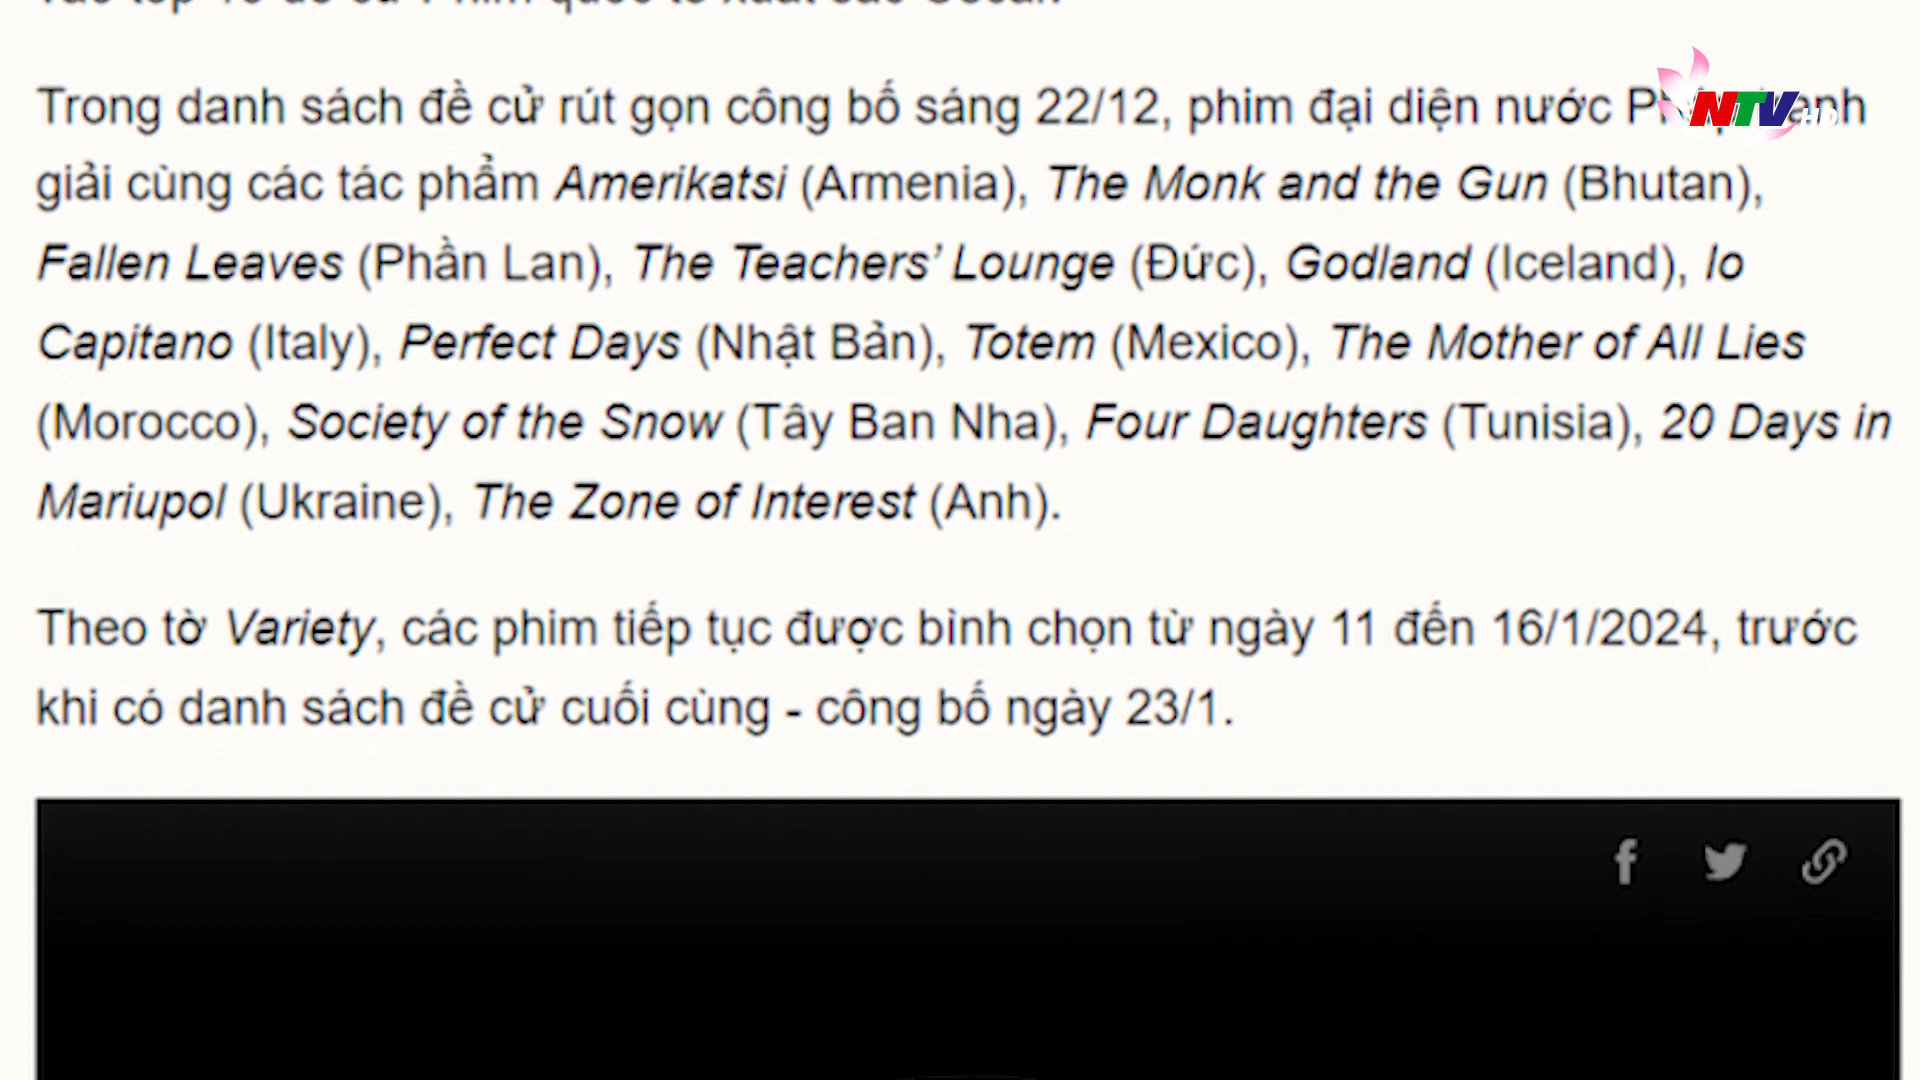 Trong danh sách đề cử rút gọn công bố sáng 22/12, phim đại diện nước
giải cùng các tác phẩm Amerikatsi (Armenia), The Monk and the Gun (Bhutan),
Fallen Leaves (Phần Lan), The Teachers’ Lounge (Đức), Godland (Iceland), Io
Capitano (Italy), Perfect Days (Nhật Bản), Totem (Mexico), The Mother of All Lies
(Morocco), Society of the Snow (Tây Ban Nha), Four Daughters (Tunisia), 20 Days in
Mariupol (Ukraine), The Zone of Interest (Anh).
Theo tờ Variety, các phim tiếp tục được bình chọn từ ngày 11 đến 16/1/2024, trước
khi có danh sách đề cử cuối cùng - công bố ngày 23/1.
NTV HD